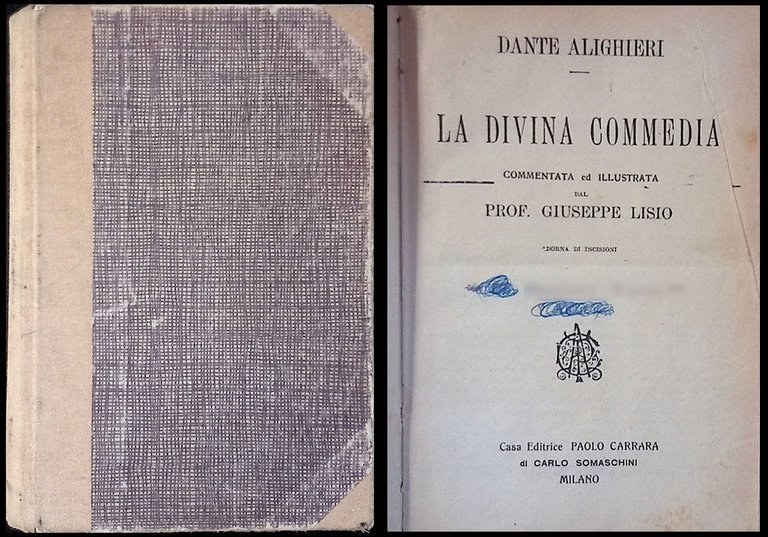 DANTE ALIGHIERI
LA DIVINA COMMEDIA
COMMENTATA ed ILLUSTRATA
DAL
PROF. GIUSEPPE LISIO
DI INCISIONI
Casa Editrice PAOLO CARRARA
di CARLO SOMASCHINI
MILANO